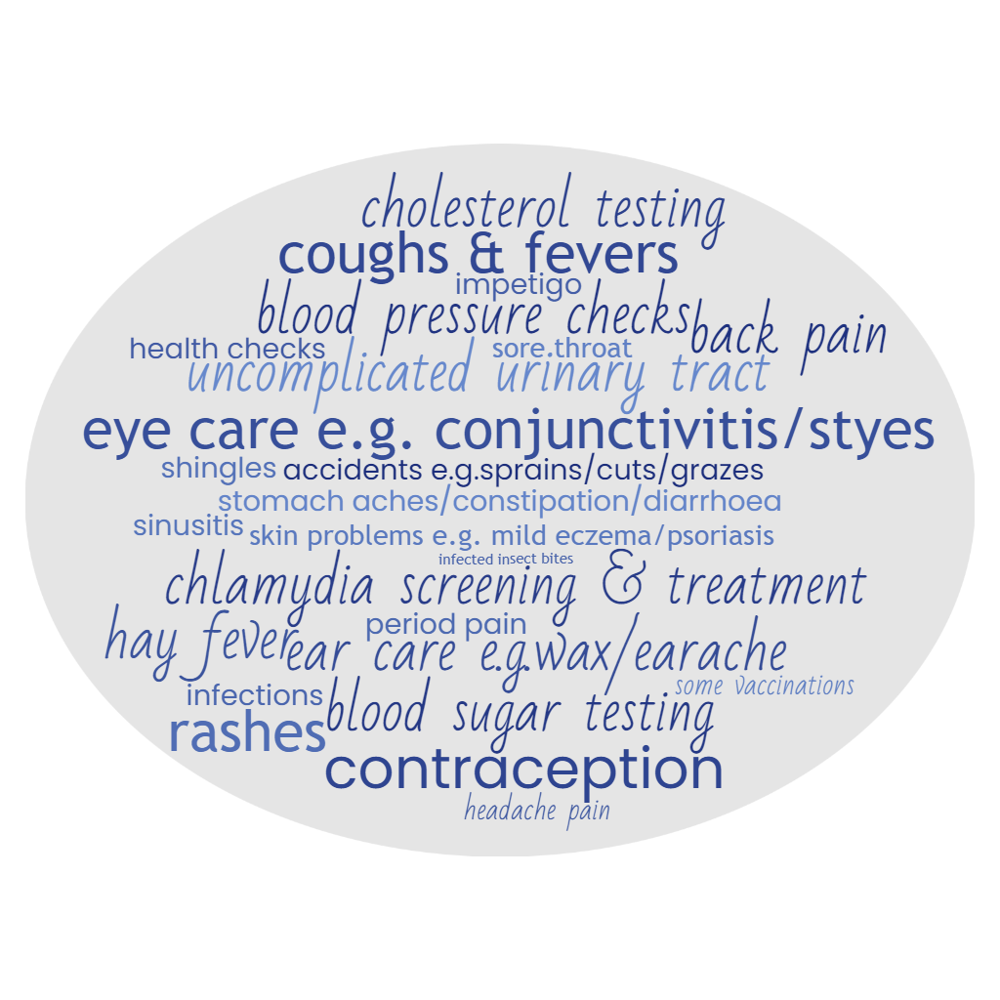 cholesterol testing
coughs & fevers
impetigo
blood pressure checks
back pain
health checks
sore.throat
uncomplicated urinary tract
eye care e.g. conjunctivitis/styes
shingles
accidents e.g.sprains/cuts/grazes
stomach aches/constipation/diarrhoea
sinusitis
skin problems e.g. mild eczema/psoriasis
infected insect bites
chlamydia screening & treatment
hay fever
period pain
ear care e.g.wax/earache
some vaccinations
infections
blood sugar testing
rashes
contraception
headache pain